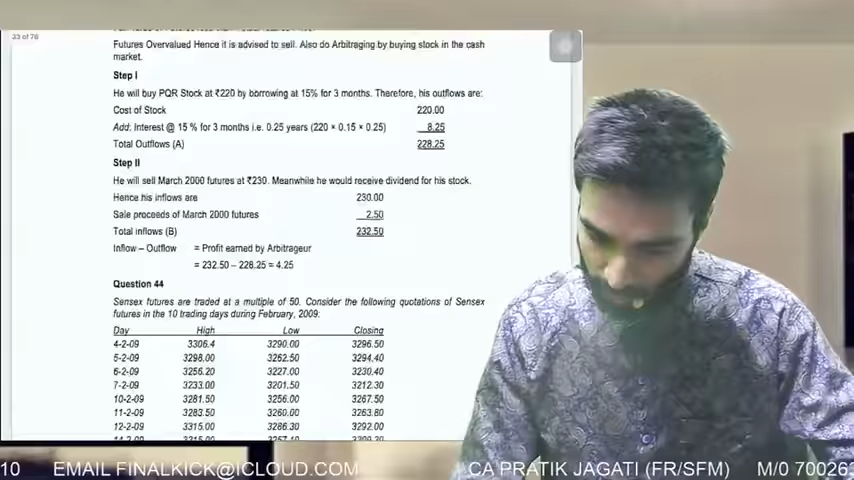 33 of 76
Futures Overvalued Hence it is advised to sell. Also do Arbitraging by buying stock in the cash
market.
Step I
He will buy PQR Stock at ₹220 by borrowing at 15% for 3 months. Therefore, his outflows are:
Cost of Stock 220.00
Add: Interest @ 15 % for 3 months i.e. 0.25 years (220 × 0.15 × 0.25) 8.25
Total Outflows (A) 228.25
Step II
He will sell March 2000 futures at ₹230. Meanwhile he would receive dividend for his stock.
Hence his inflows are 230.00
Sale proceeds of March 2000 futures 2.50
Total inflows (B) 232.50
Inflow – Outflow = Profit earned by Arbitrageur
= 232.50 – 228.25 = 4.25
Question 44
Sensex futures are traded at a multiple of 50. Consider the following quotations of Sensex
futures in the 10 trading days during February, 2009:
Day High Low Closing
4-2-09 3306.4 3290.00 3296.50
5-2-09 3298.00 3262.50 3294.40
6-2-09 3256.20 3227.00 3230.40
7-2-09 3233.00 3201.50 3212.30
10-2-09 3281.50 3256.00 3267.50
11-2-09 3283.50 3260.00 3263.80
12-2-09 3315.00 3286.30 3292.00
10 EMAIL FINALKICK@ICLOUD.COM CA PRATIK JAGATI (FR/SFM) M/0 70026